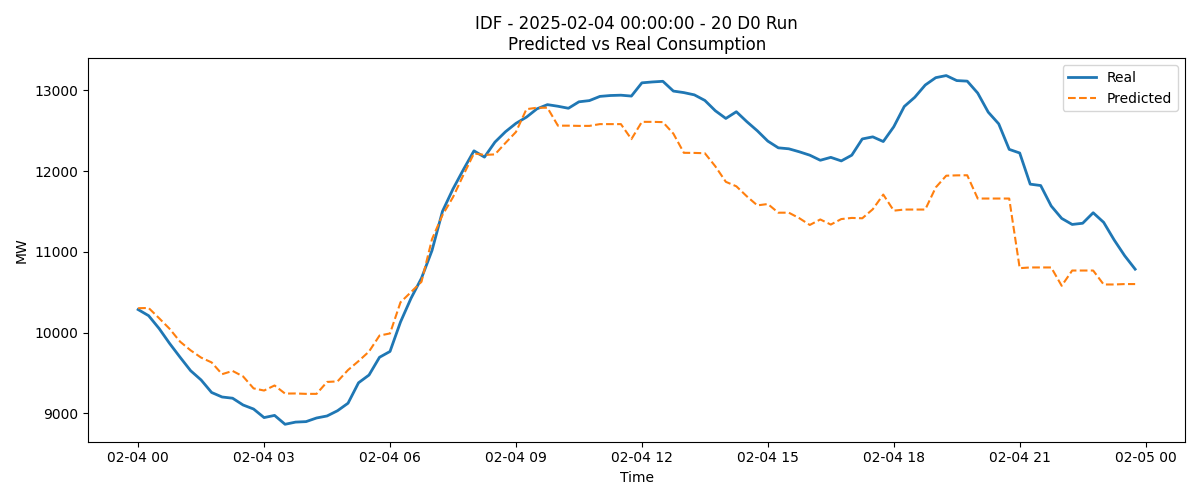 IDF - 2025-02-04 00:00:00 - 20 D0 Run
Predicted vs Real Consumption
Real
Predicted
MW
13000
12000
11000
10000
9000
02-04 00
02-04 03
02-04 06
02-04 09
02-04 12
02-04 15
02-04 18
02-04 21
02-05 00
Time